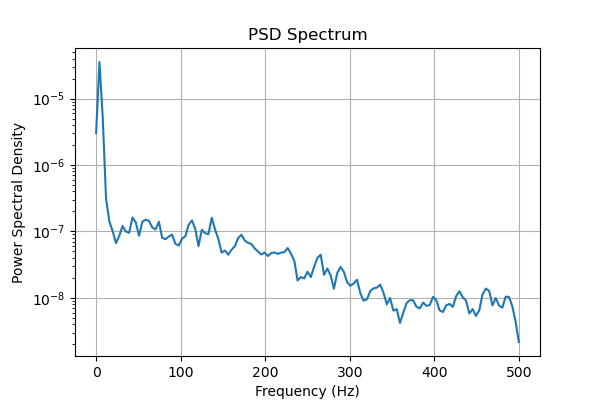 PSD Spectrum
Power Spectral Density
10⁻⁵
10⁻⁶
10⁻⁷
10⁻⁸
0 100 200 300 400 500
Frequency (Hz)